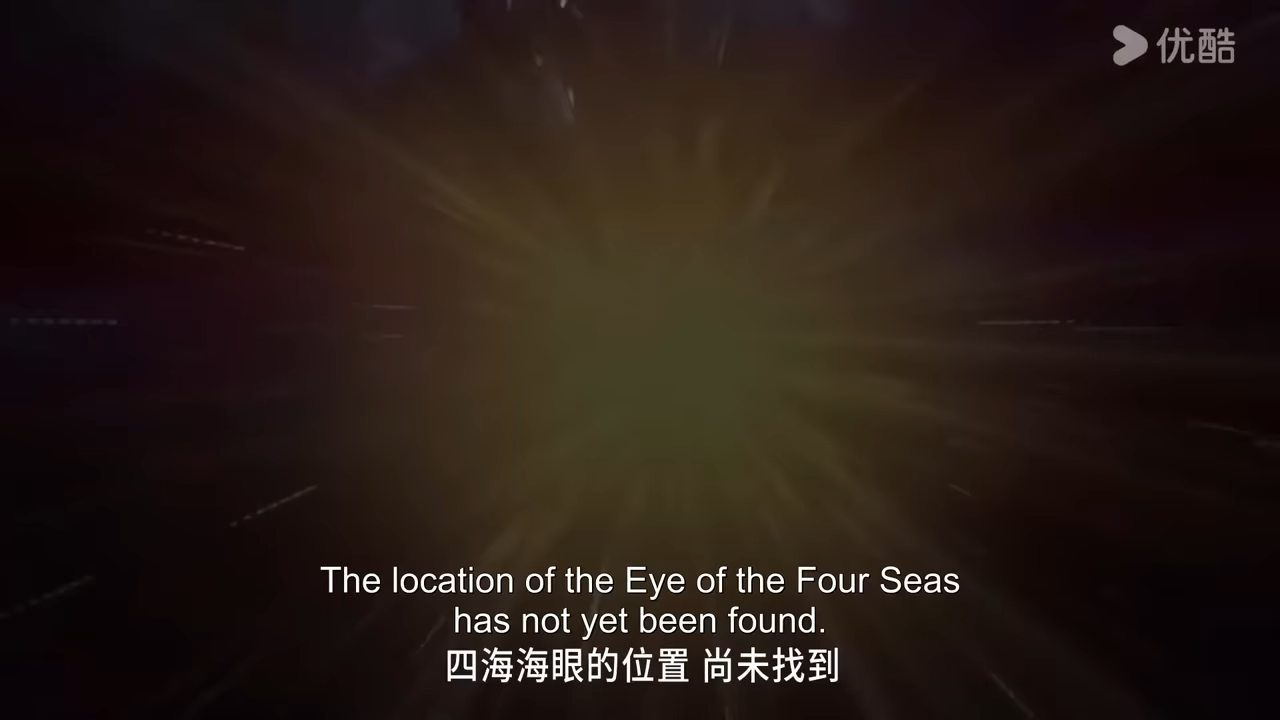 优酷
The location of the Eye of the Four Seas
has not yet been found.
四海海眼的位置 尚未找到